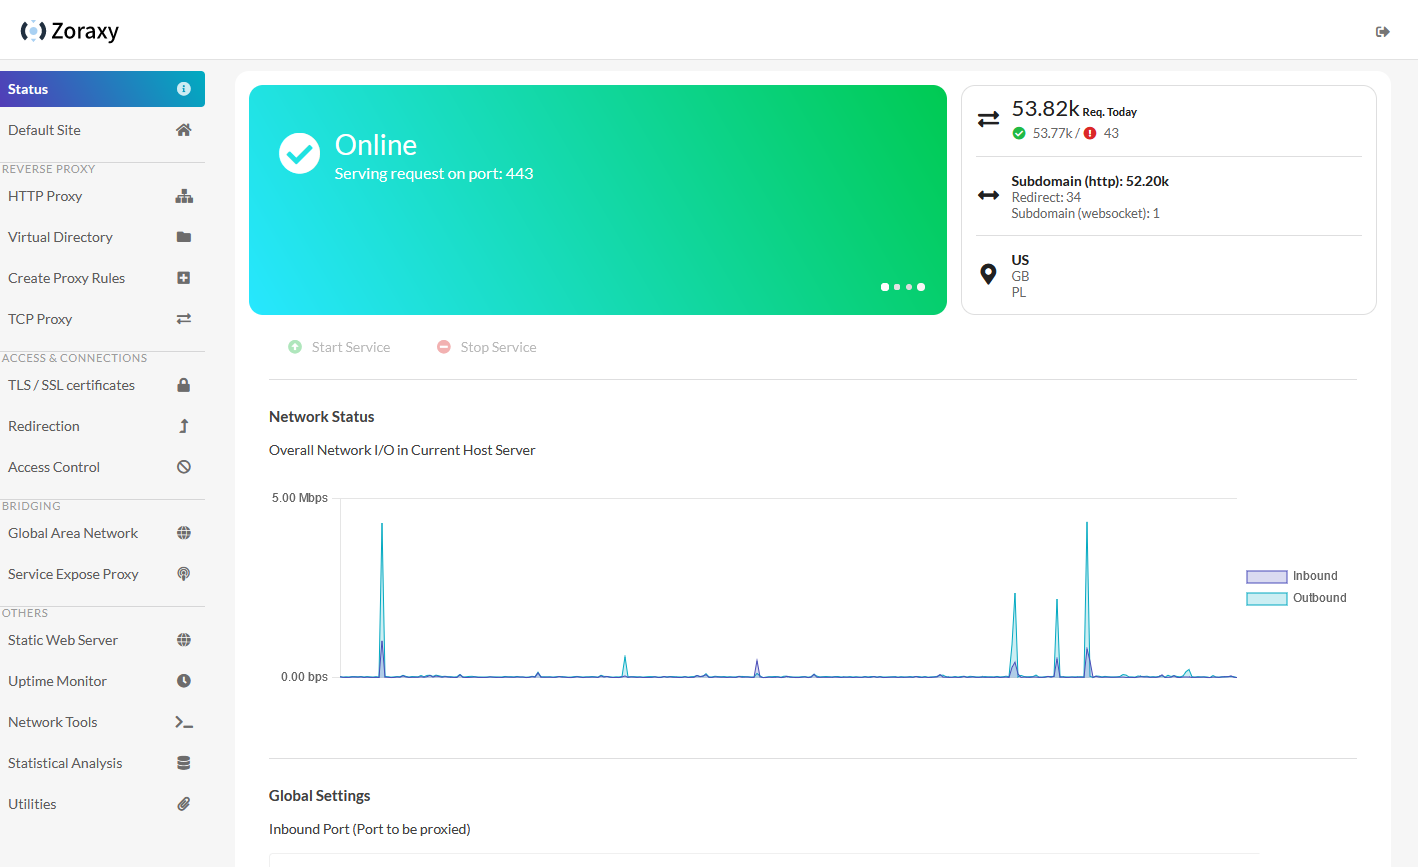 Zoraxy
Status
Default Site
REVERSE PROXY
HTTP Proxy
Virtual Directory
Create Proxy Rules
TCP Proxy
ACCESS & CONNECTIONS
TLS / SSL certificates
Redirection
Access Control
BRIDGING
Global Area Network
Service Expose Proxy
OTHERS
Static Web Server
Uptime Monitor
Network Tools
Statistical Analysis
Utilities
Online
Serving request on port: 443
53.82k Req. Today
53.77k / 43
Subdomain (http): 52.20k
Redirect: 34
Subdomain (websocket): 1
US
GB
PL
Start Service Stop Service
Network Status
Overall Network I/O in Current Host Server
5.00 Mbps
0.00 bps
Inbound
Outbound
Global Settings
Inbound Port (Port to be proxied)